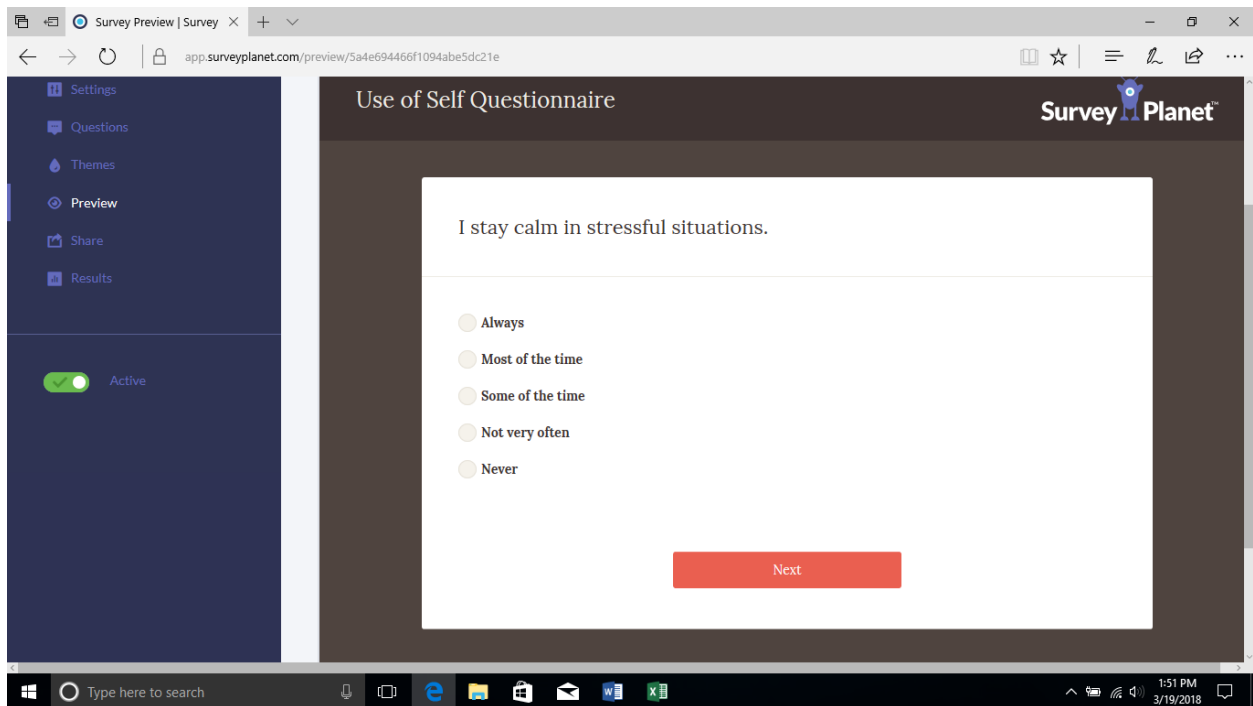 Survey Preview | Survey
app.surveyplanet.com/preview/5a4e694466f1094abe5dc21e
Settings
Questions
Themes
Preview
Share
Results
Active
Use of Self Questionnaire
Survey Planet™
I stay calm in stressful situations.
Always
Most of the time
Some of the time
Not very often
Never
Next
Type here to search
1:51 PM
3/19/2018